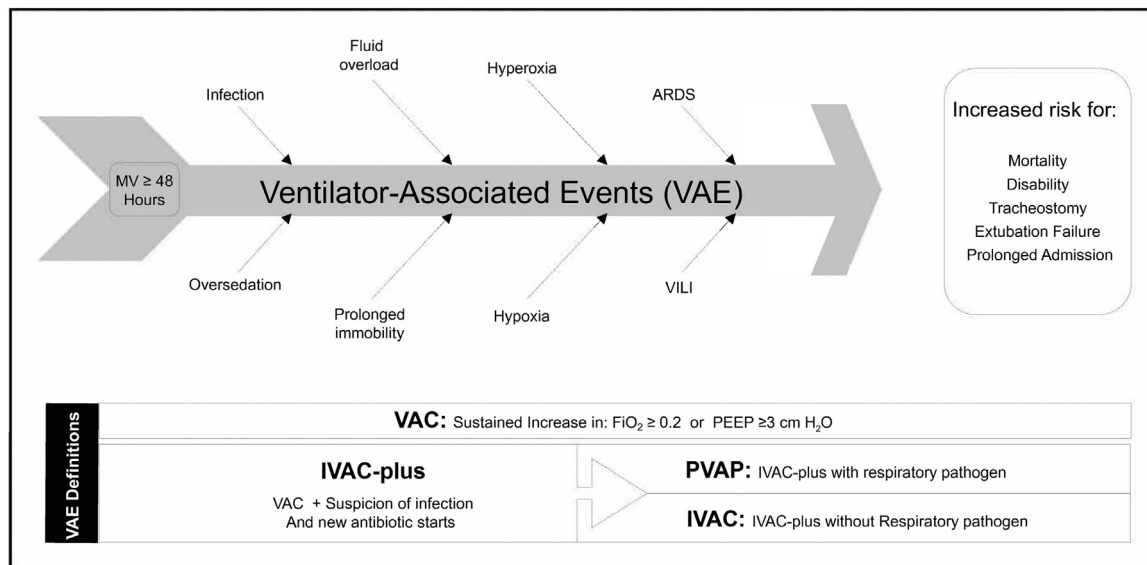 Fluid
overload
Hyperoxia
Infection
ARDS
MV ≥ 48
Hours
Ventilator-Associated Events (VAE)
Oversedation
Prolonged
immobility
Hypoxia
VILI
Increased risk for:
Mortality
Disability
Tracheostomy
Extubation Failure
Prolonged Admission
VAE Definitions
VAC: Sustained Increase in: FiO₂ ≥ 0.2 or PEEP ≥3 cm H₂O
IVAC-plus
VAC + Suspicion of infection
And new antibiotic starts
PVAP: IVAC-plus with respiratory pathogen
IVAC: IVAC-plus without Respiratory pathogen